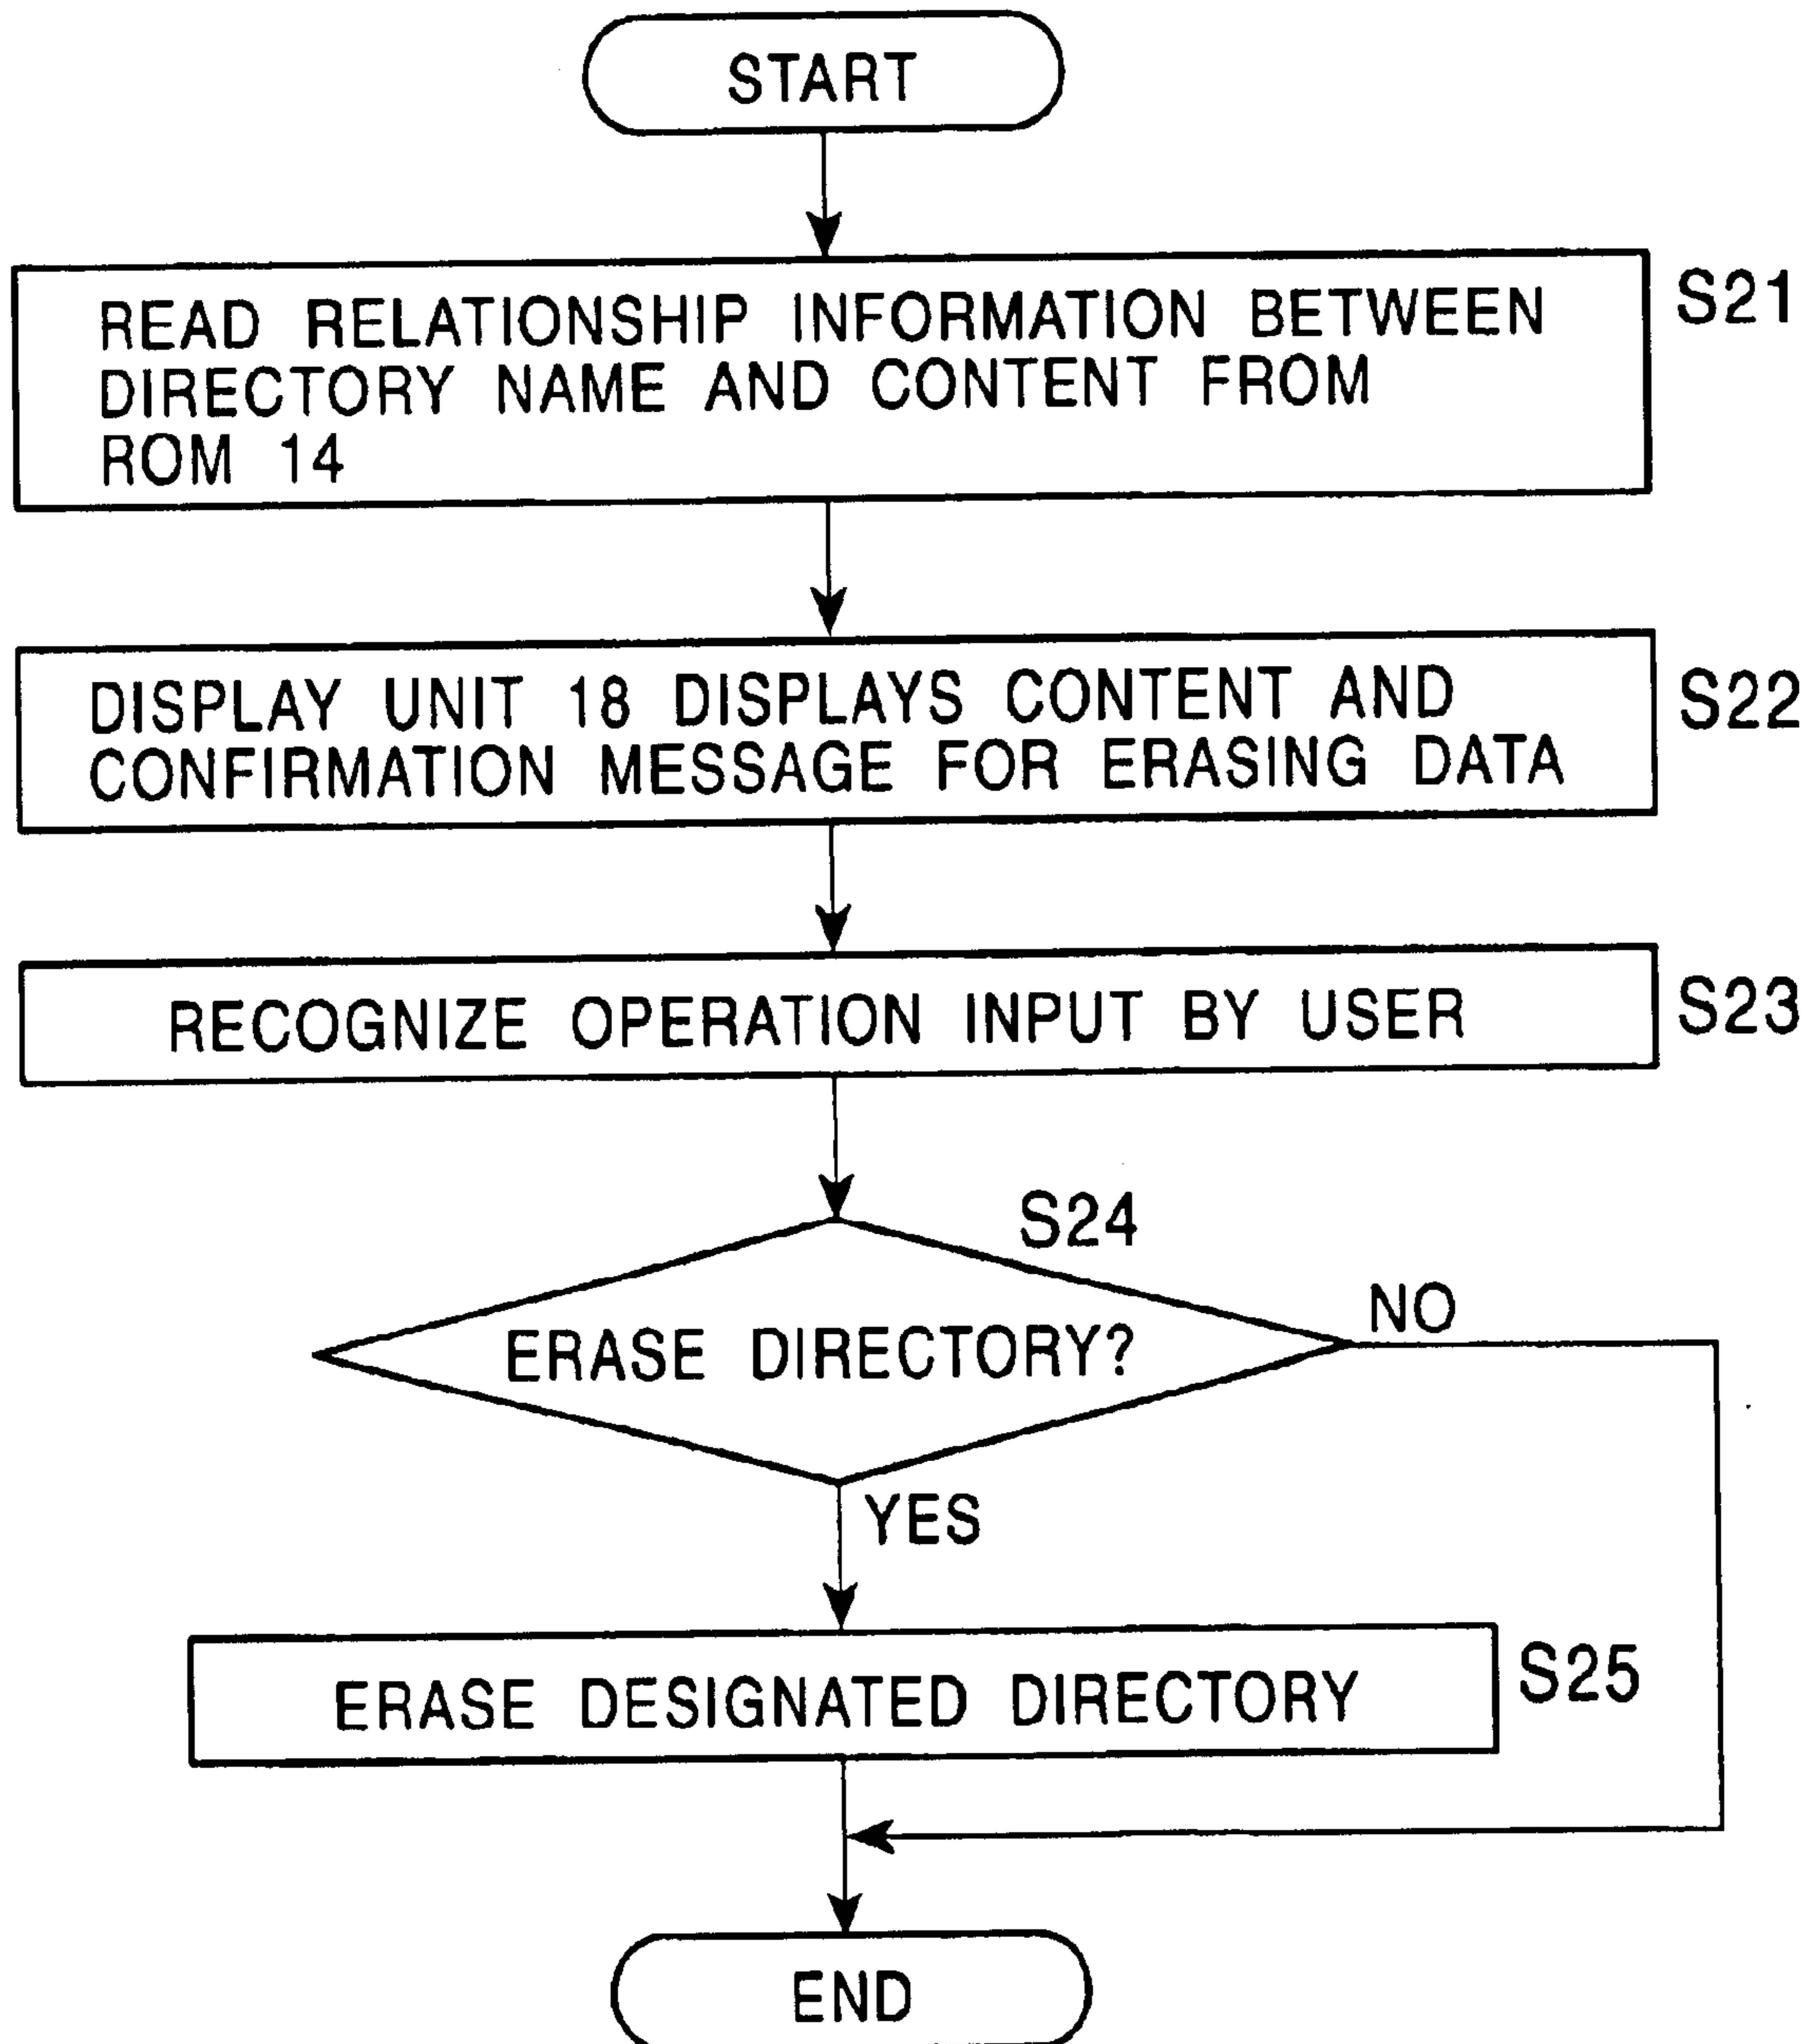 START
READ RELATIONSHIP INFORMATION BETWEEN
DIRECTORY NAME AND CONTENT FROM
ROM 14
S21
DISPLAY UNIT 18 DISPLAYS CONTENT AND
CONFIRMATION MESSAGE FOR ERASING DATA
S22
RECOGNIZE OPERATION INPUT BY USER
S23
S24
ERASE DIRECTORY?
NO
YES
ERASE DESIGNATED DIRECTORY
S25
END